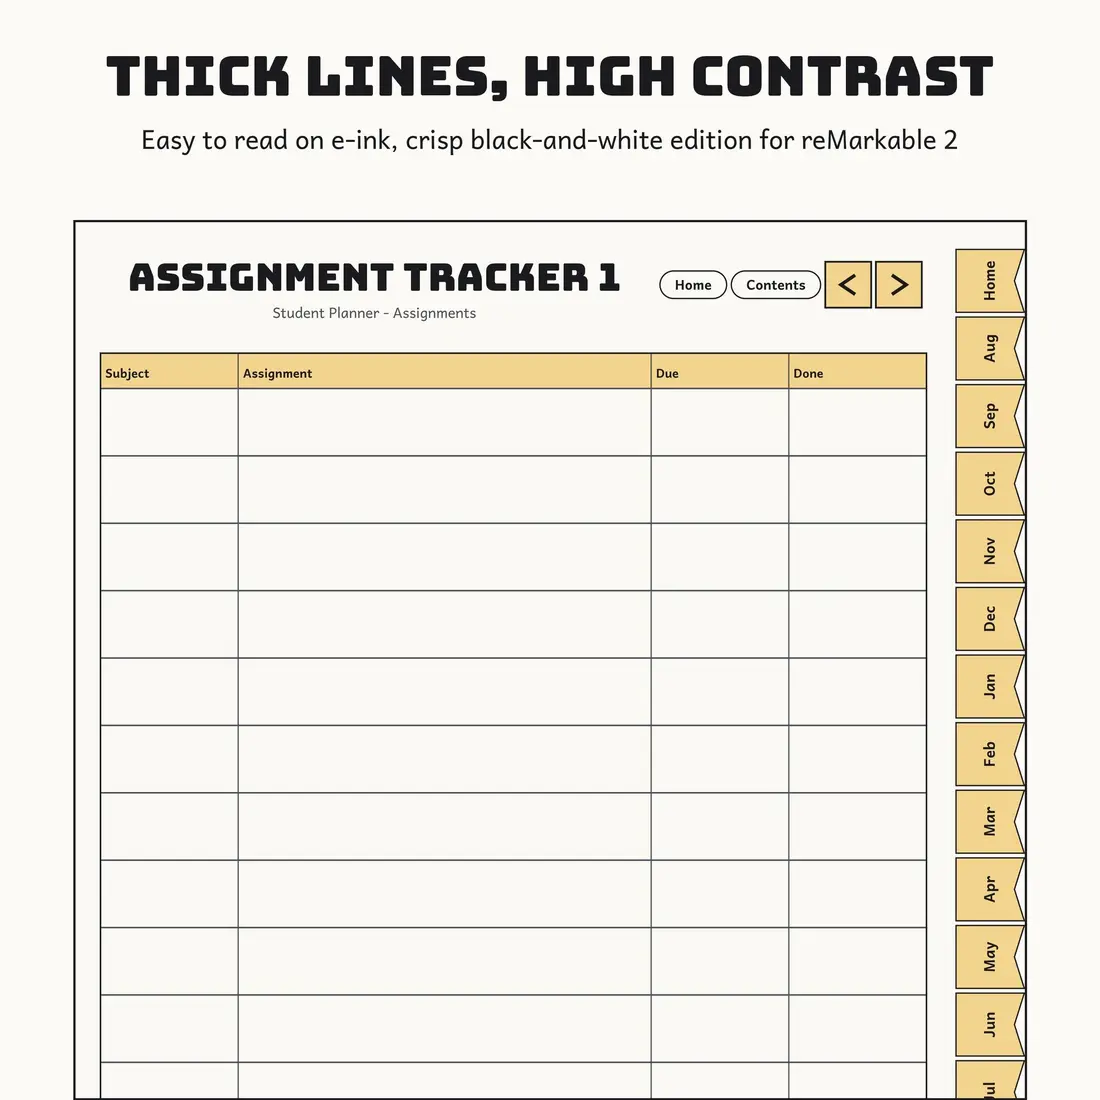 THICK LINES, HIGH CONTRAST
Easy to read on e-ink, crisp black-and-white edition for reMarkable 2
ASSIGNMENT TRACKER 1
Student Planner - Assignments
Home
Contents
<
>
Subject
Assignment
Due
Done
Home
Aug
Sep
Oct
Nov
Dec
Jan
Feb
Mar
Apr
May
Jun
Jul